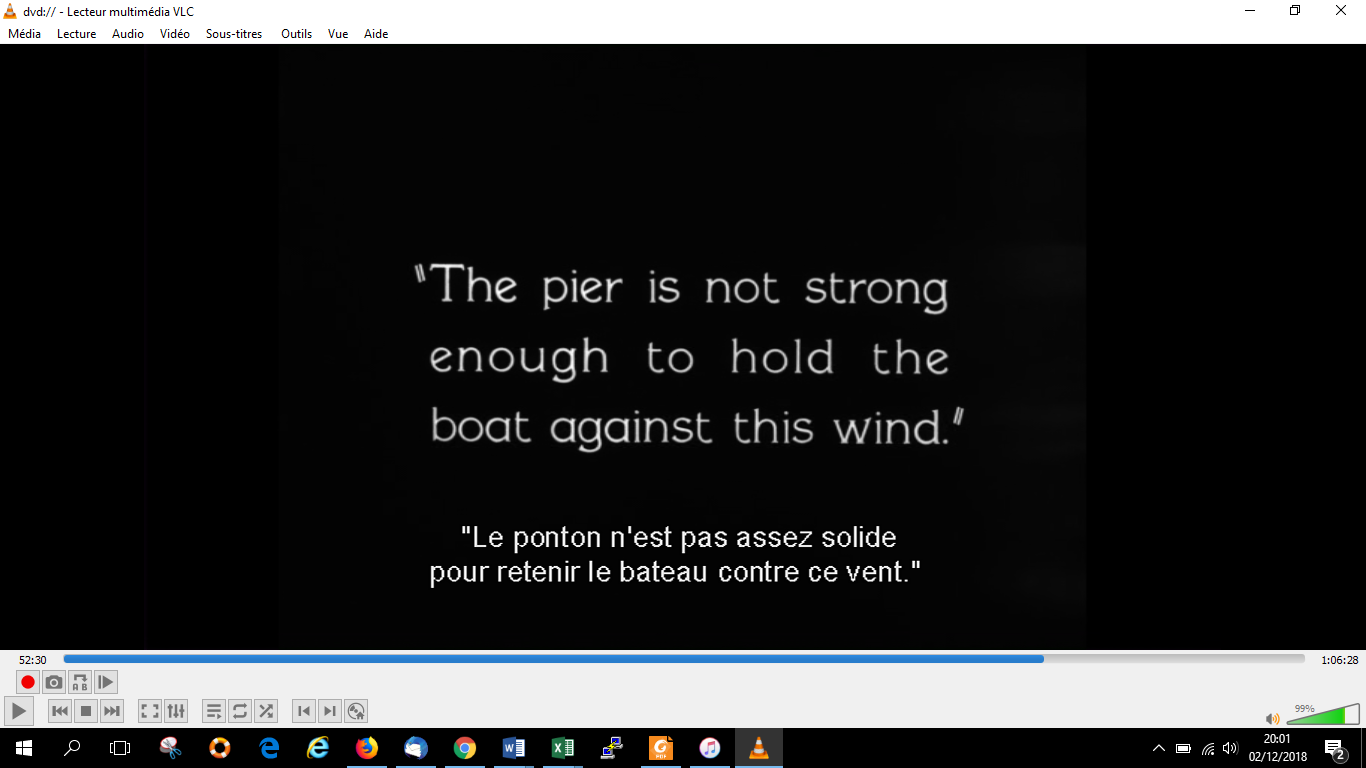 dvd:// - Lecteur multimédia VLC
Média Lecture Audio Vidéo Sous-titres Outils Vue Aide
"The pier is not strong
enough to hold the
boat against this wind."
"Le ponton n'est pas assez solide
pour retenir le bateau contre ce vent."
52:30 1:06:28
A B
99%
W X G PDF
20:01
02/12/2018
2